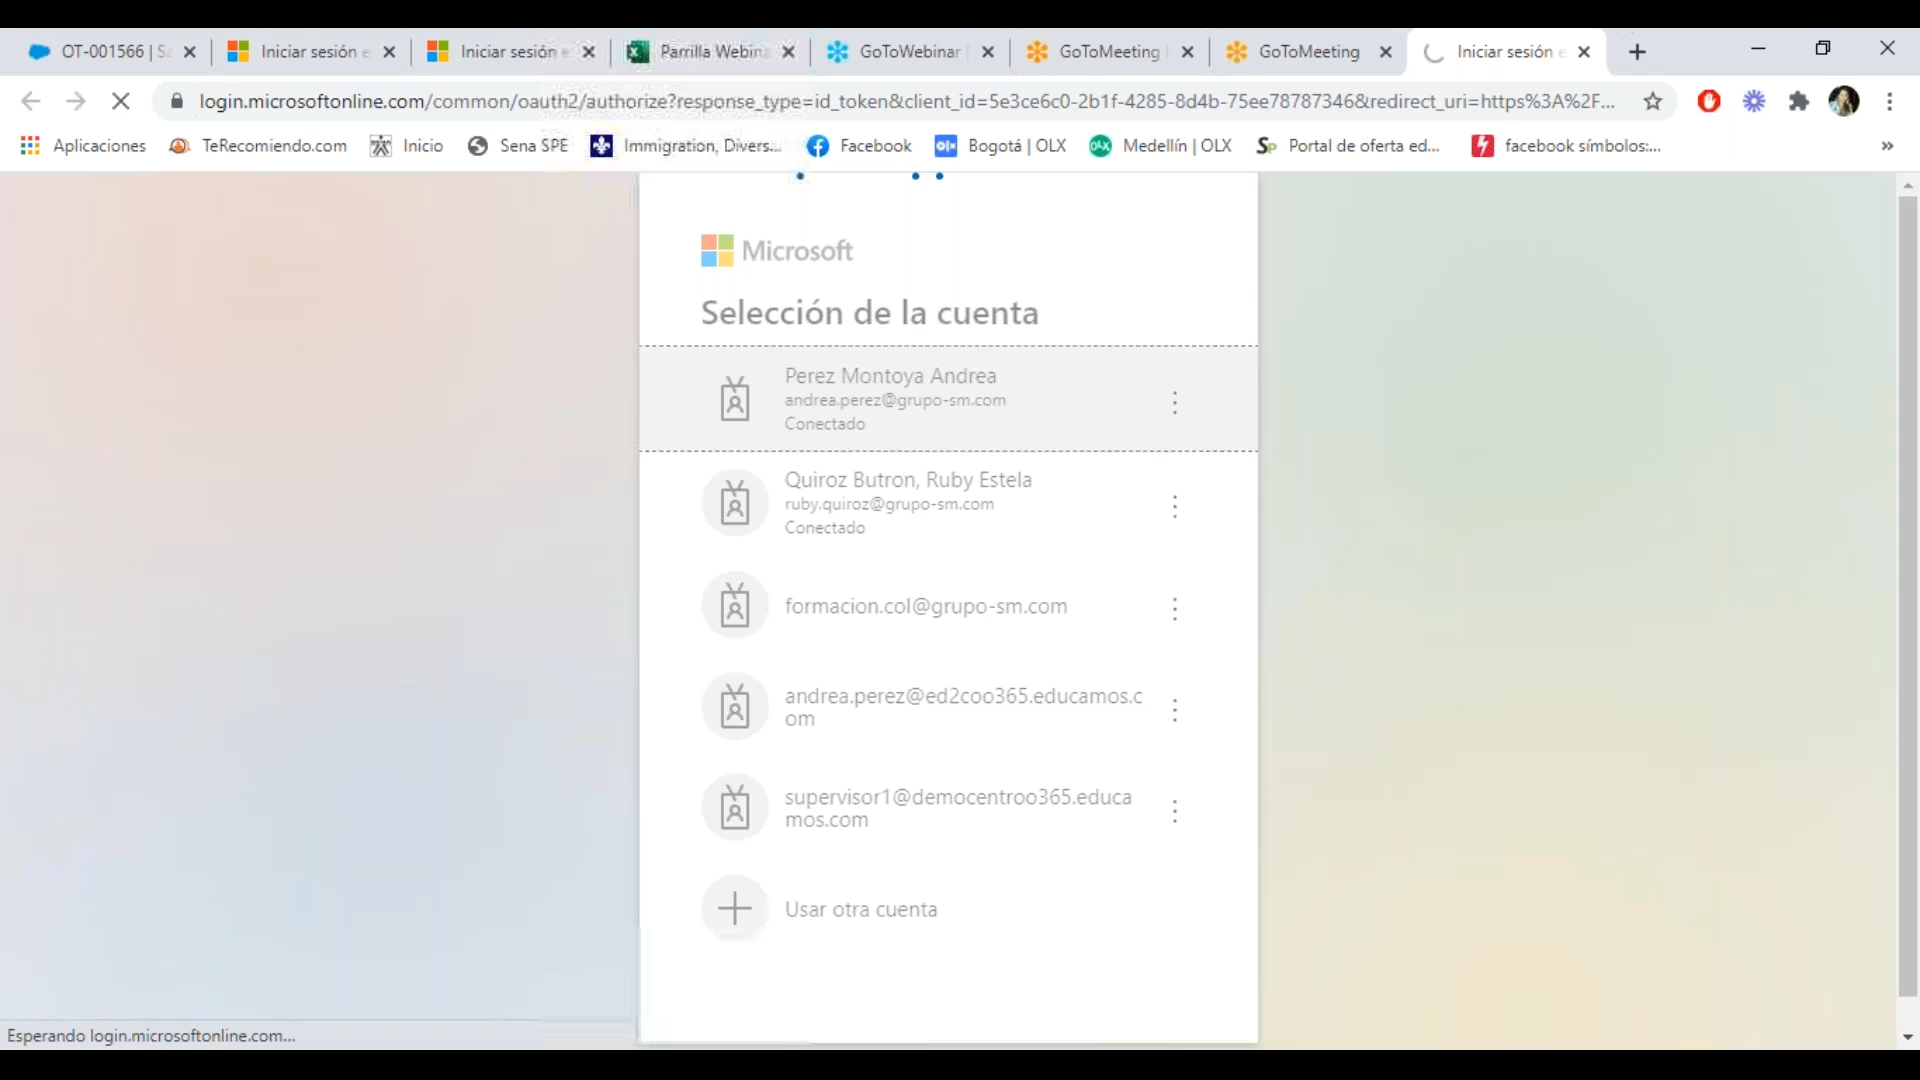 OT-001566 | Sa
Iniciar sesión e
Iniciar sesión e
Parrilla Webina
GoToWebinar
GoToMeeting
GoToMeeting
Iniciar sesión e
login.microsoftonline.com/common/oauth2/authorize?response_type=id_token&client_id=5e3ce6c0-2b1f-4285-8d4b-75ee78787346&redirect_uri=https%3A%2F...
Aplicaciones
TeRecomiendo.com
Inicio
Sena SPE
Immigration, Divers...
Facebook
Bogotá | OLX
Medellín | OLX
Portal de oferta ed...
facebook símbolos:...
Microsoft
Selección de la cuenta
Perez Montoya Andrea
andrea.perez@grupo-sm.com
Conectado
Quiroz Butron, Ruby Estela
ruby.quiroz@grupo-sm.com
Conectado
formacion.col@grupo-sm.com
andrea.perez@ed2coo365.educamos.c
om
supervisor1@democentroo365.educa
mos.com
Usar otra cuenta
Esperando login.microsoftonline.com...